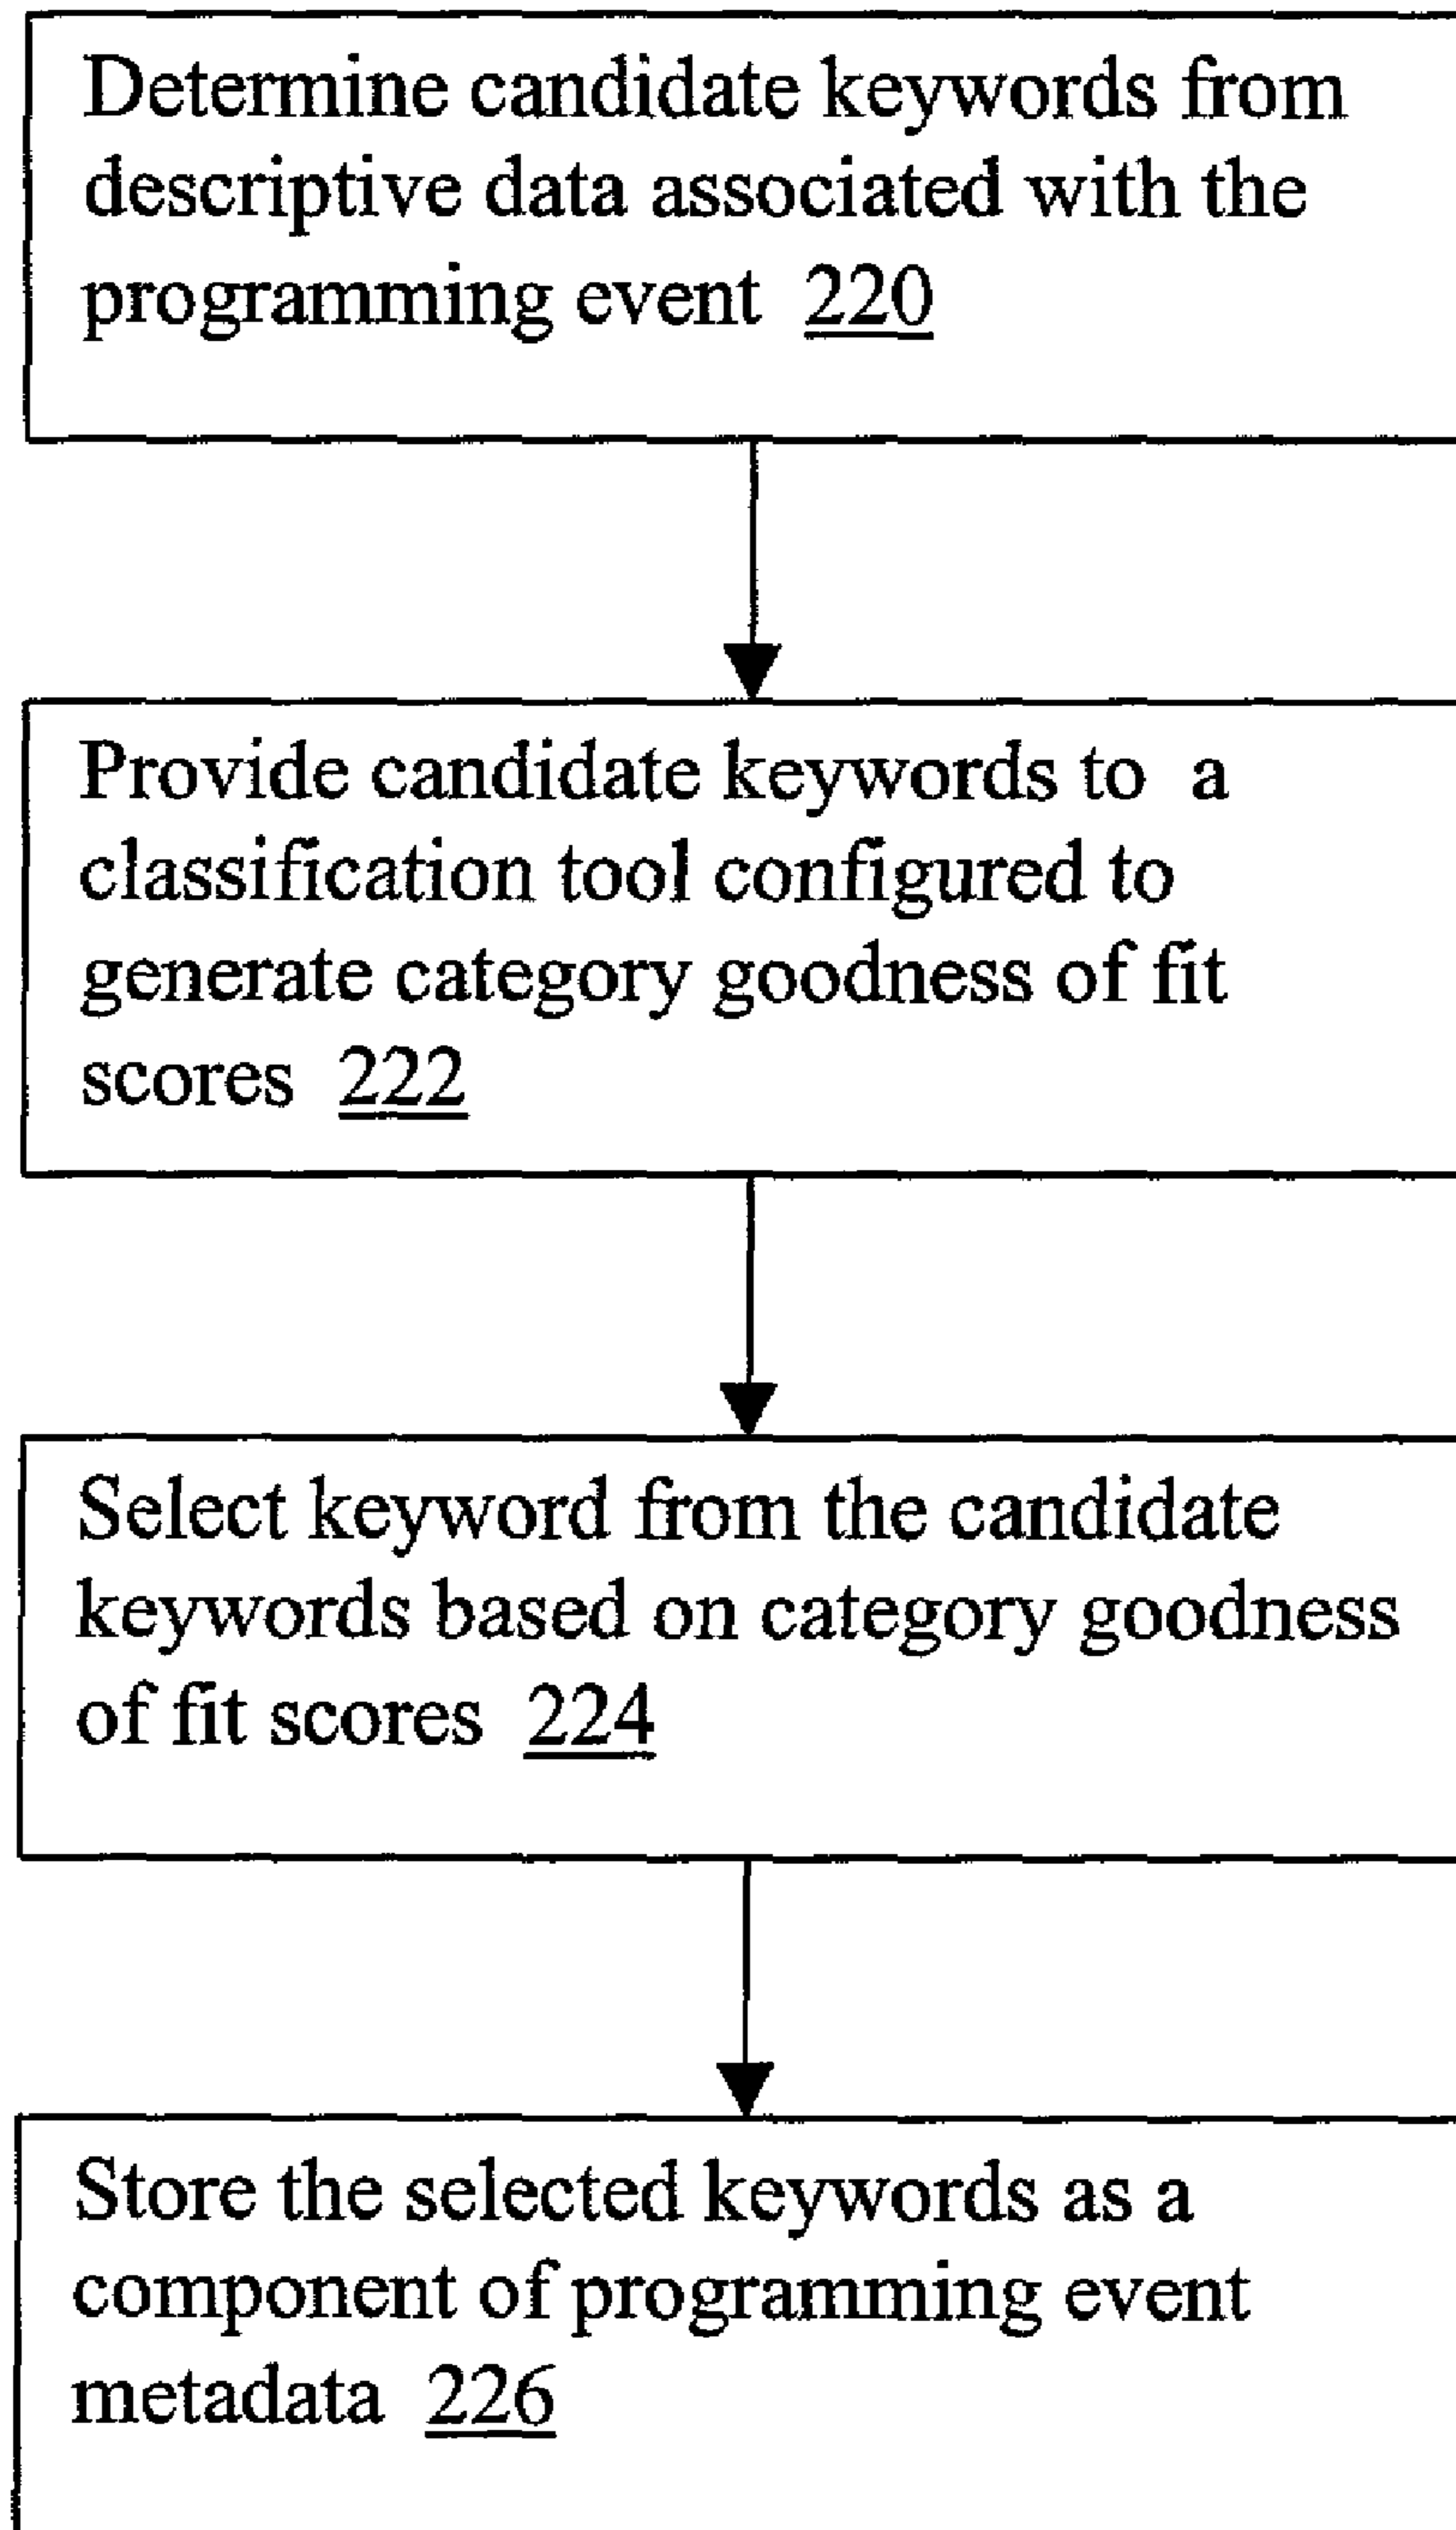 Determine candidate keywords from
descriptive data associated with the
programming event 220
Provide candidate keywords to a
classification tool configured to
generate category goodness of fit
scores 222
Select keyword from the candidate
keywords based on category goodness
of fit scores 224
Store the selected keywords as a
component of programming event
metadata 226